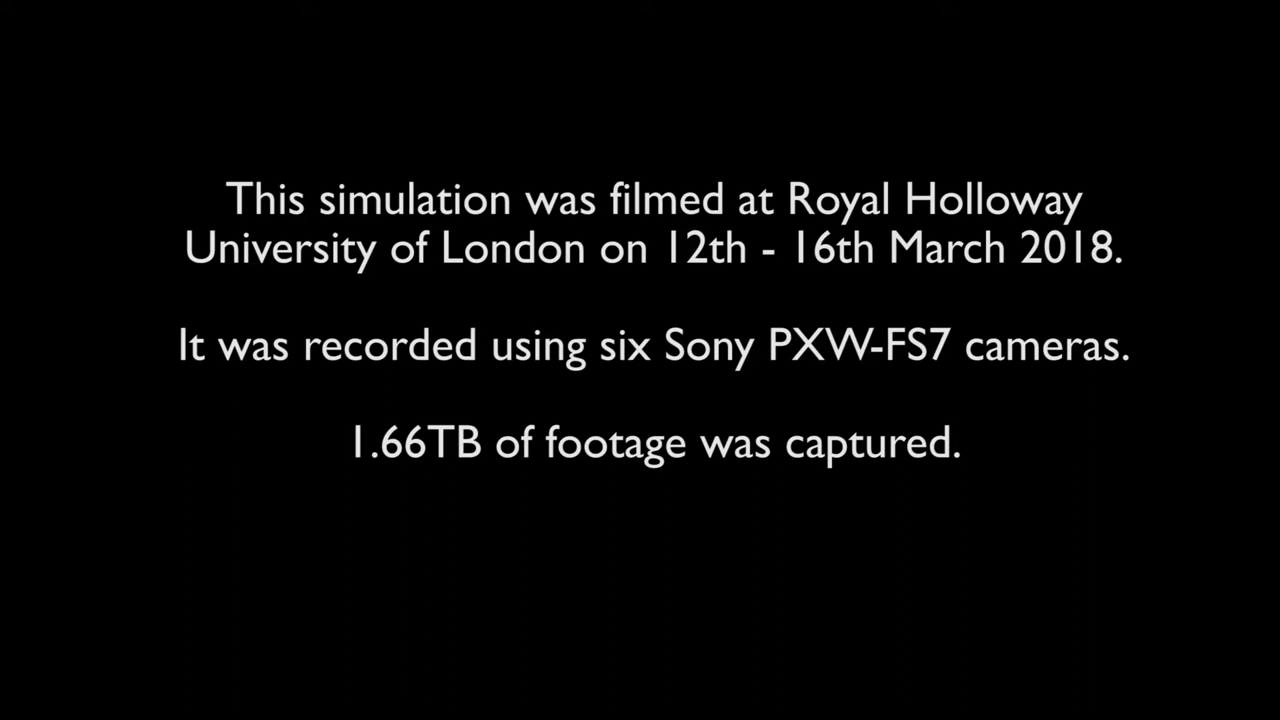 This simulation was filmed at Royal Holloway
University of London on 12th - 16th March 2018.
It was recorded using six Sony PXW-FS7 cameras.
1.66TB of footage was captured.